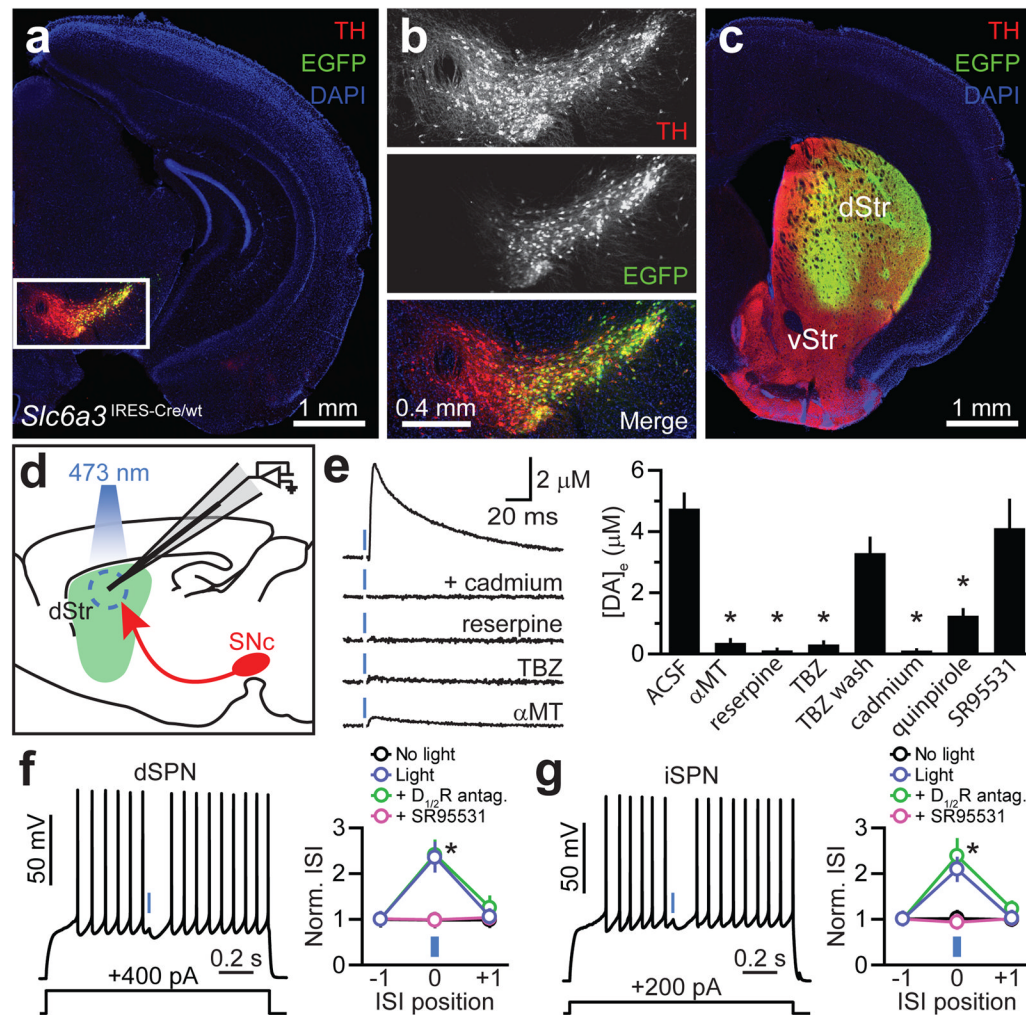 a
TH
EGFP
DAPI
Slc6a3 IRES-Cre/wt
1 mm
b
TH
EGFP
0.4 mm
Merge
c
TH
EGFP
DAPI
dStr
vStr
1 mm
d
473 nm
dStr
SNc
e
2 μM
20 ms
+ cadmium
reserpine
TBZ
αMT
[DA]e (μM)
6
4
2
0
ACSF
αMT
reserpine
TBZ
TBZ wash
cadmium
quinpirole
SR95531
* * * * *
f
dSPN
50 mV
0.2 s
+400 pA
No light
Light
+ D1/2R antag.
+ SR95531
Norm. ISI
3
2
1
0
*
-1 0 +1
ISI position
g
iSPN
50 mV
0.2 s
+200 pA
No light
Light
+ D1/2R antag.
+ SR95531
Norm. ISI
3
2
1
0
*
-1 0 +1
ISI position